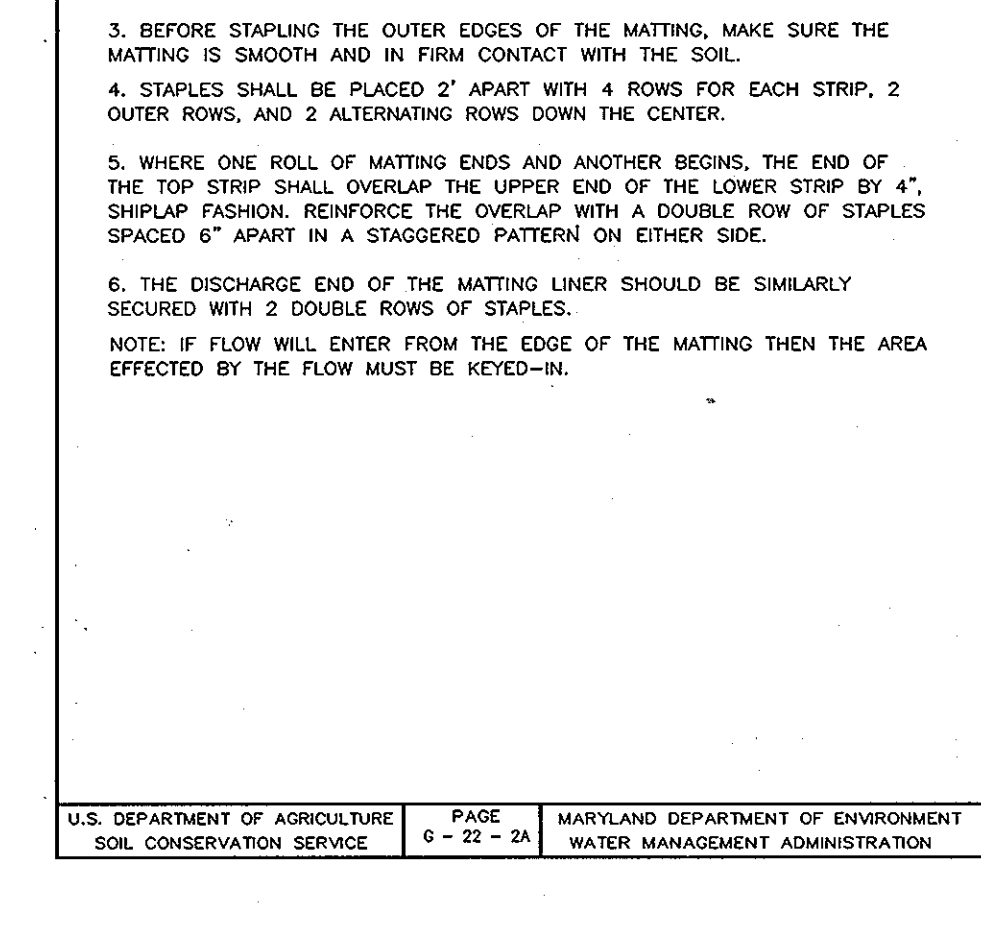 3. BEFORE STAPLING THE OUTER EDGES OF THE MATTING, MAKE SURE THE
MATTING IS SMOOTH AND IN FIRM CONTACT WITH THE SOIL.
4. STAPLES SHALL BE PLACED 2' APART WITH 4 ROWS FOR EACH STRIP, 2
OUTER ROWS, AND 2 ALTERNATING ROWS DOWN THE CENTER.
5. WHERE ONE ROLL OF MATTING ENDS AND ANOTHER BEGINS, THE END OF
THE TOP STRIP SHALL OVERLAP THE UPPER END OF THE LOWER STRIP BY 4",
SHIPLAP FASHION. REINFORCE THE OVERLAP WITH A DOUBLE ROW OF STAPLES
SPACED 6" APART IN A STAGGERED PATTERN ON EITHER SIDE.
6. THE DISCHARGE END OF THE MATTING LINER SHOULD BE SIMILARLY
SECURED WITH 2 DOUBLE ROWS OF STAPLES.
NOTE: IF FLOW WILL ENTER FROM THE EDGE OF THE MATTING THEN THE AREA
EFFECTED BY THE FLOW MUST BE KEYED-IN.
U.S. DEPARTMENT OF AGRICULTURE
SOIL CONSERVATION SERVICE
PAGE
G - 22 - 2A
MARYLAND DEPARTMENT OF ENVIRONMENT
WATER MANAGEMENT ADMINISTRATION